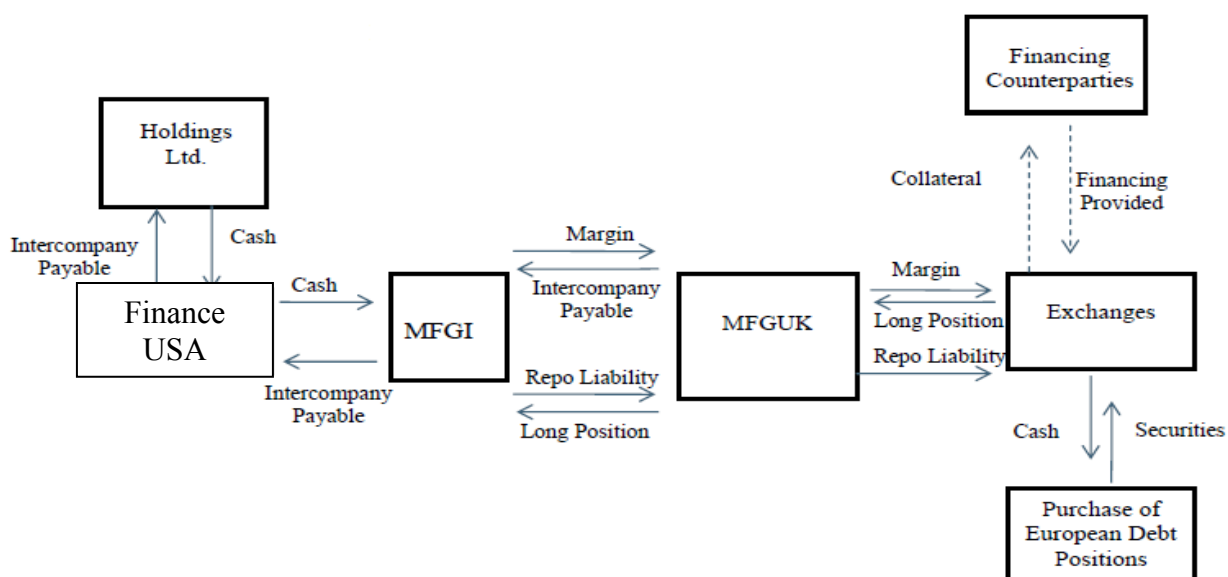 Financing
Counterparties
Holdings
Ltd.
Collateral
Financing
Provided
Intercompany
Payable
Cash
Margin
Cash
Intercompany
Payable
Margin
Finance
USA
MFGI
MFGUK
Long Position
Exchanges
Repo Liability
Intercompany
Payable
Repo Liability
Long Position
Cash
Securities
Purchase of
European Debt
Positions